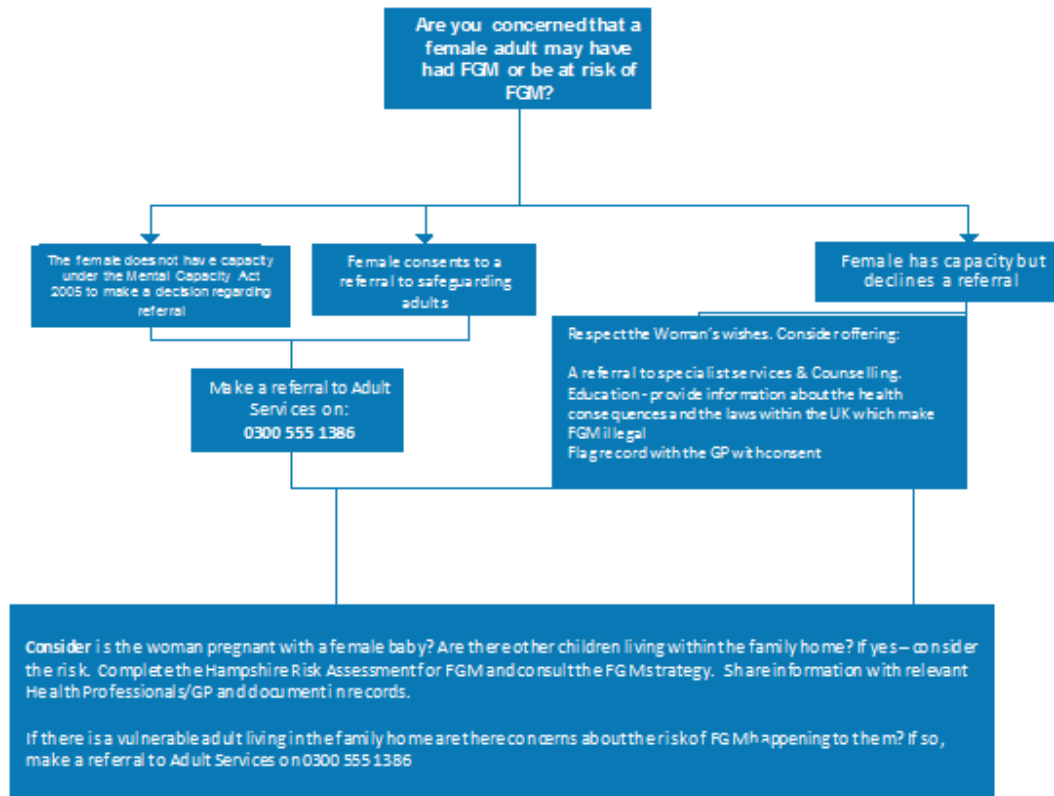 Are you concerned that a
female adult may have
had FGM or be at risk of
FGM?
The female does not have capacity
under the Mental Capacity Act
2005 to make a decision regarding
referral
Female consents to a
referral to safeguarding
adults
Female has capacity but
declines a referral
Make a referral to Adult
Services on:
0300 555 1386
Respect the Woman's wishes. Consider offering:
A referral to specialist services & Counselling.
Education - provide information about the health
consequences and the laws within the UK which make
FGM illegal
Flag record with the GP with consent
Consider is the woman pregnant with a female baby? Are there other children living within the family home? If yes – consider
the risk. Complete the Hampshire Risk Assessment for FGM and consult the FGM strategy. Share information with relevant
Health Professionals/GP and document in records.
If there is a vulnerable adult living in the family home are there concerns about the risk of FGM happening to them? If so,
make a referral to Adult Services on 0300 555 1386